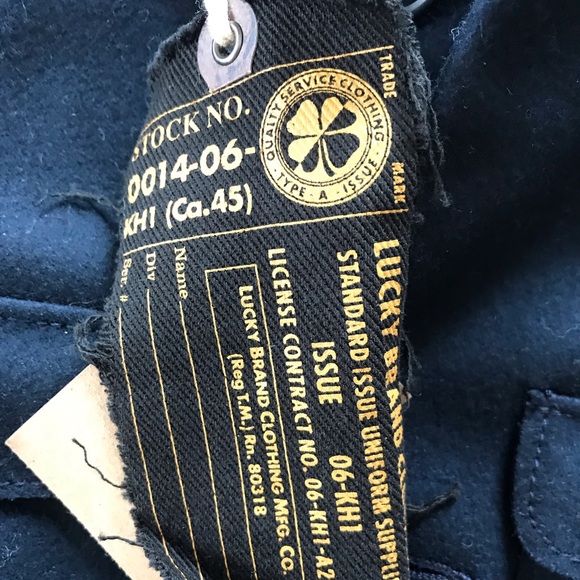 STOCK NO.
0014-06-
KH1 (Ca.45)
QUALITY SERVICE CLOTHING
- TYPE - A - ISSUE -
TRADE
MARK
Name
Div
Ser. #
LUCKY BRAND
STANDARD ISSUE UNIFORM
ISSUE
06-KH1
LICENSE CONTRACT NO. 06-KH1-A2
LUCKY BRAND CLOTHING MFG. CO.
(Reg T.M.) Rn. 80318